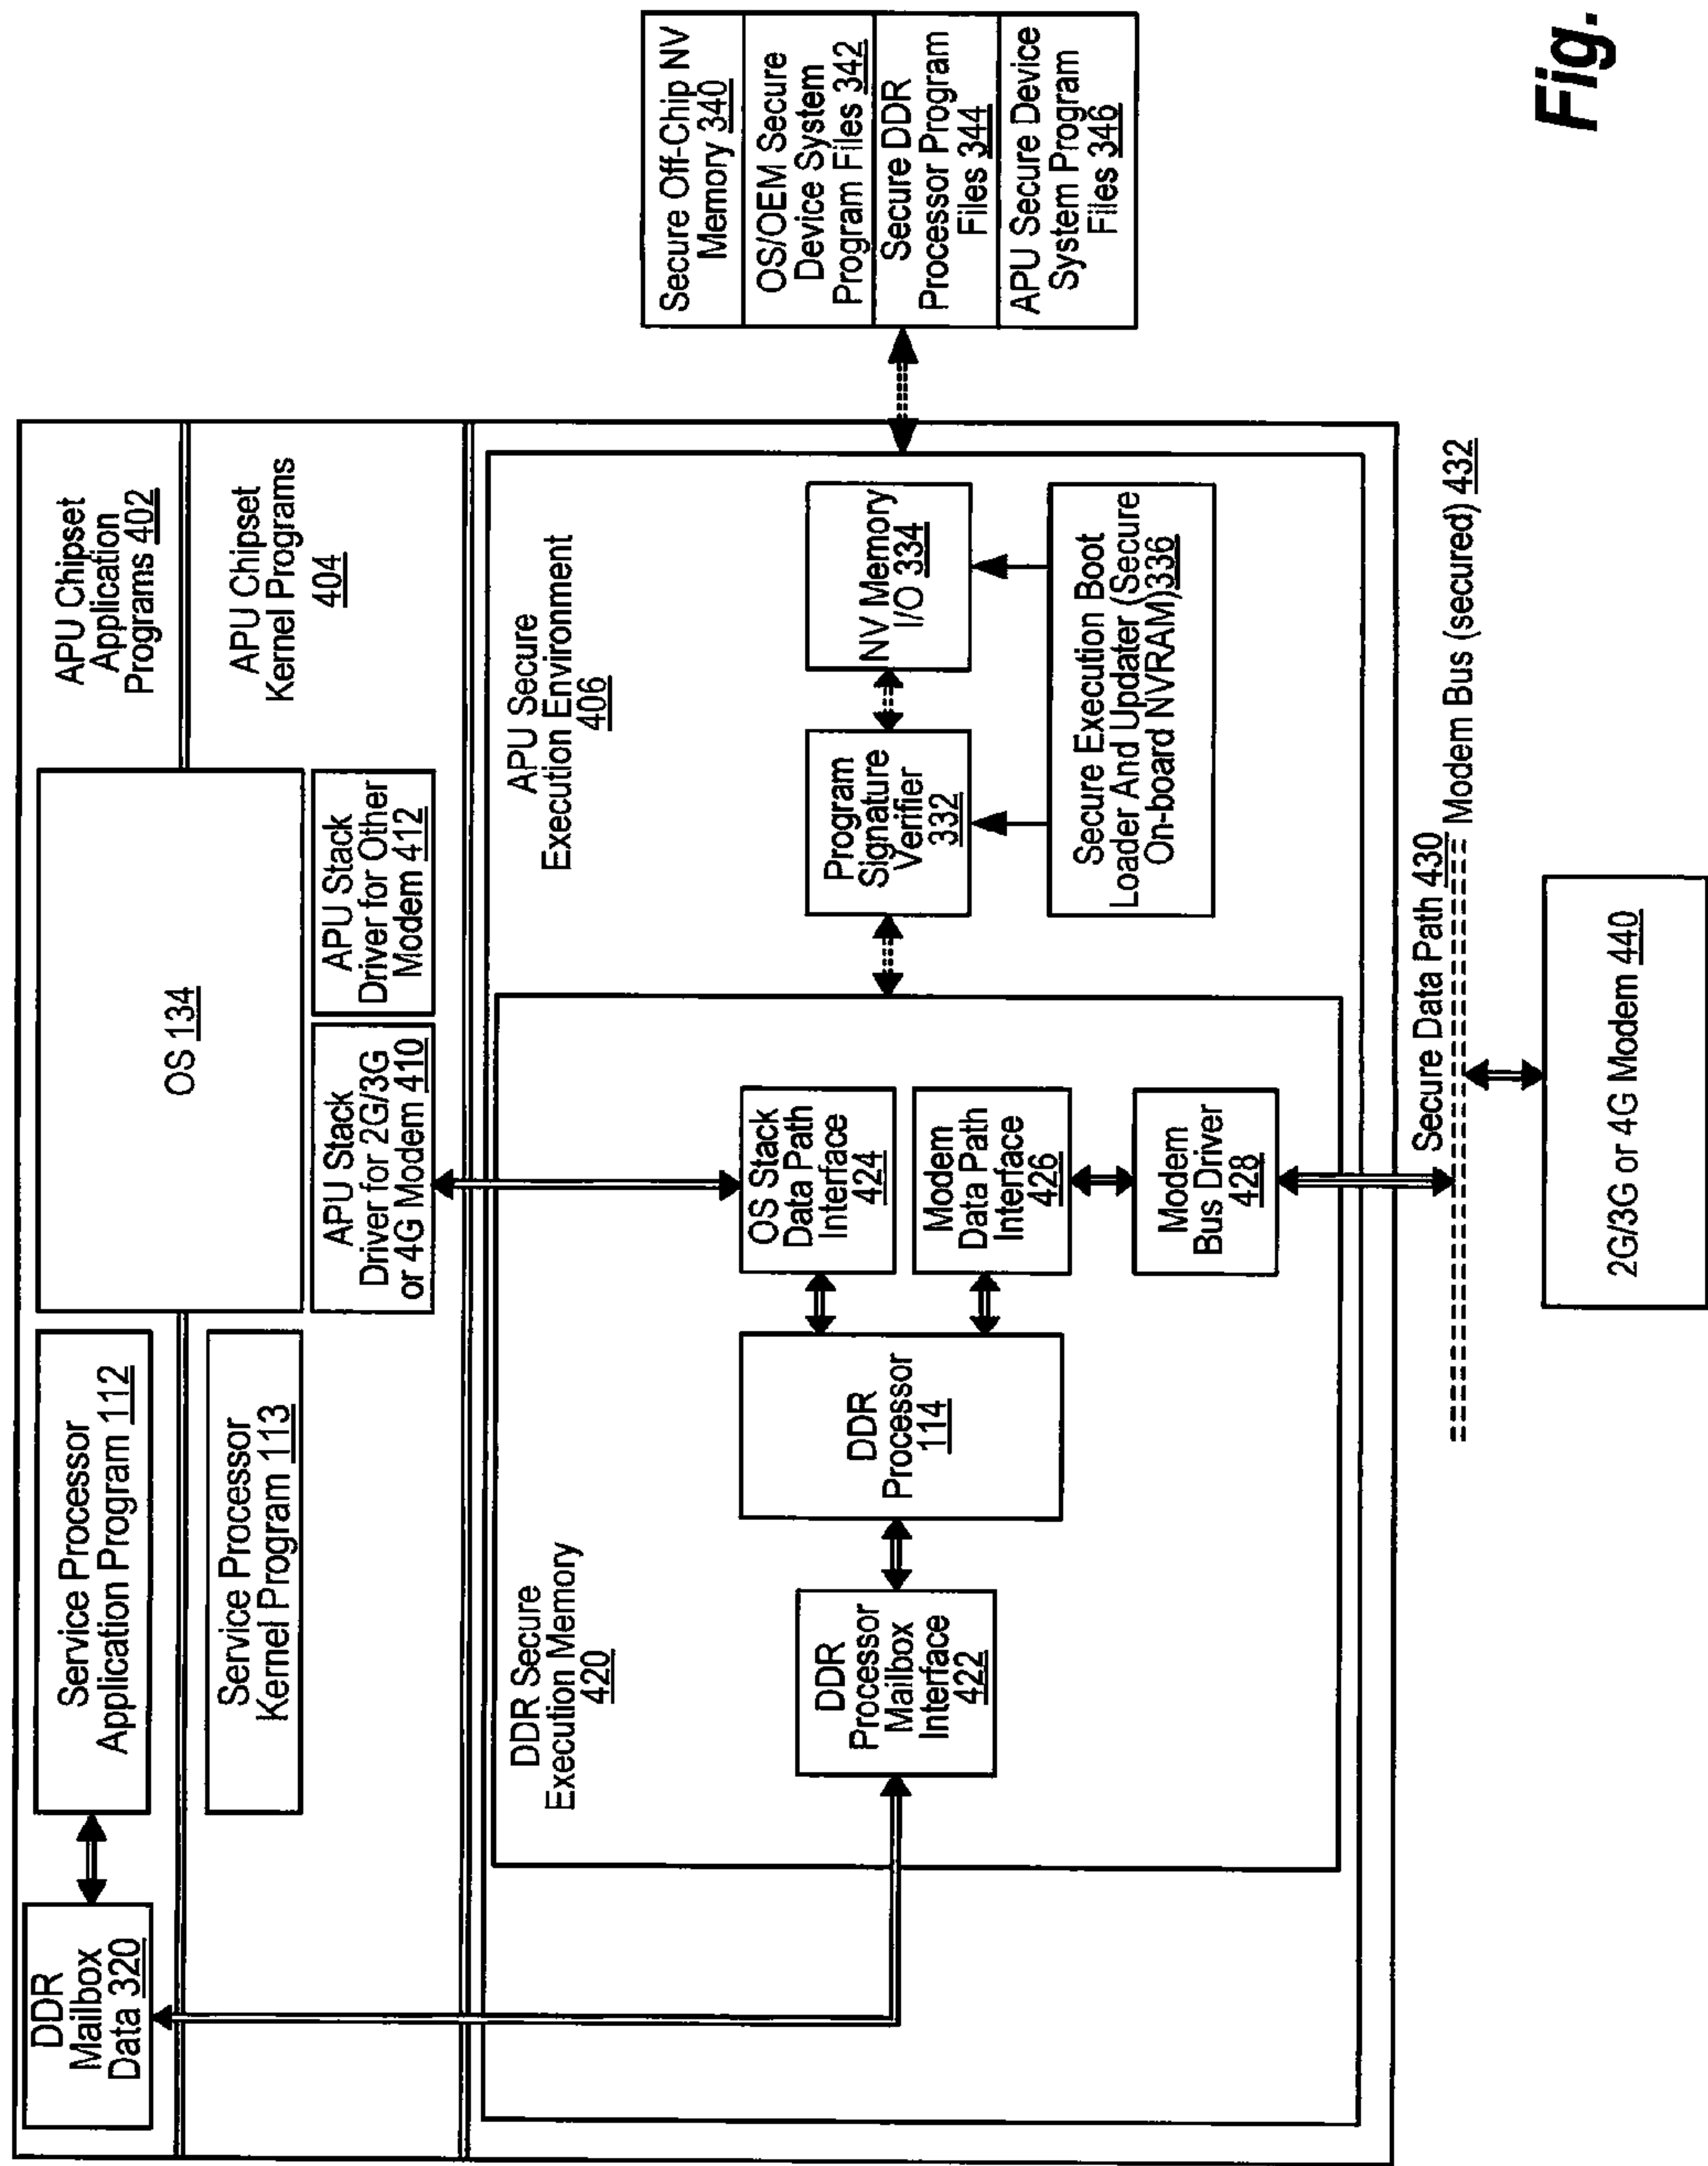 APU Chipset
Application
Programs 402
APU Chipset
Kernel Programs
404
DDR
Mailbox
Data 320
Service Processor
Application Program 112
Service Processor
Kernel Program 113
OS 134
APU Stack
Driver for 2G/3G
or 4G Modem 410
APU Stack
Driver for Other
Modem 412
DDR Secure
Execution Memory
420
DDR
Processor
Mailbox
Interface
422
DDR
Processor
114
OS Stack
Data Path
Interface
424
Modem
Data Path
Interface
426
Modem
Bus Driver
428
APU Secure
Execution Environment
406
Program
Signature
Verifier
332
NV Memory
I/O 334
Secure Execution Boot
Loader And Updater (Secure
On-board NVRAM)336
Secure Off-Chip NV
Memory 340
OS/OEM Secure
Device System
Program Files 342
Secure DDR
Processor Program
Files 344
APU Secure Device
System Program
Files 346
Secure Data Path 430
Modem Bus (secured) 432
2G/3G or 4G Modem 440
Fig.